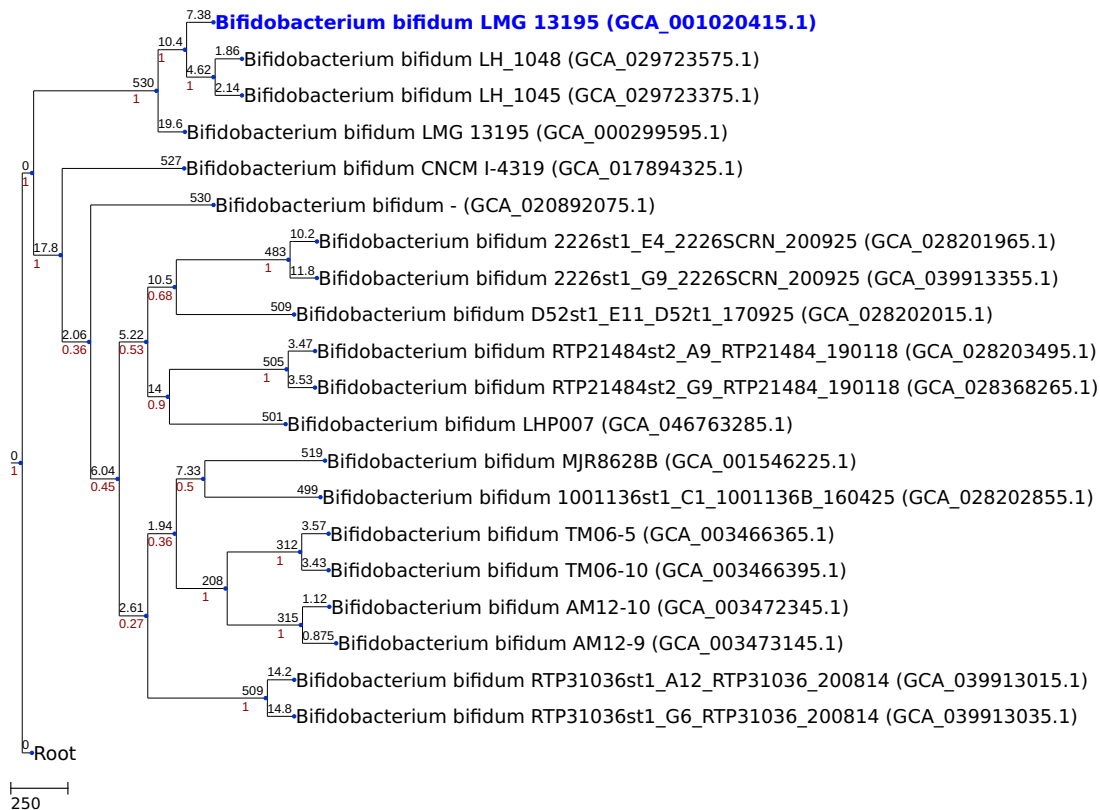 7.38
Bifidobacterium bifidum LMG 13195 (GCA_001020415.1)
10.4
1
1.86
Bifidobacterium bifidum LH_1048 (GCA_029723575.1)
4.62
1
2.14
Bifidobacterium bifidum LH_1045 (GCA_029723375.1)
530
1
19.6
Bifidobacterium bifidum LMG 13195 (GCA_000299595.1)
0
1
527
Bifidobacterium bifidum CNCM I-4319 (GCA_017894325.1)
530
Bifidobacterium bifidum - (GCA_020892075.1)
17.8
1
10.2
Bifidobacterium bifidum 2226st1_E4_2226SCRN_200925 (GCA_028201965.1)
483
1
11.8
Bifidobacterium bifidum 2226st1_G9_2226SCRN_200925 (GCA_039913355.1)
10.5
0.68
509
Bifidobacterium bifidum D52st1_E11_D52t1_170925 (GCA_028202015.1)
2.06
0.36
5.22
0.53
3.47
Bifidobacterium bifidum RTP21484st2_A9_RTP21484_190118 (GCA_028203495.1)
505
1
3.53
Bifidobacterium bifidum RTP21484st2_G9_RTP21484_190118 (GCA_028368265.1)
14
0.9
501
Bifidobacterium bifidum LHP007 (GCA_046763285.1)
0
1
519
Bifidobacterium bifidum MJR8628B (GCA_001546225.1)
6.04
0.45
7.33
0.5
499
Bifidobacterium bifidum 1001136st1_C1_1001136B_160425 (GCA_028202855.1)
1.94
0.36
3.57
Bifidobacterium bifidum TM06-5 (GCA_003466365.1)
312
1
3.43
Bifidobacterium bifidum TM06-10 (GCA_003466395.1)
208
1
1.12
Bifidobacterium bifidum AM12-10 (GCA_003472345.1)
2.61
0.27
315
1
0.875
Bifidobacterium bifidum AM12-9 (GCA_003473145.1)
14.2
Bifidobacterium bifidum RTP31036st1_A12_RTP31036_200814 (GCA_039913015.1)
509
1
14.8
Bifidobacterium bifidum RTP31036st1_G6_RTP31036_200814 (GCA_039913035.1)
0
Root
250